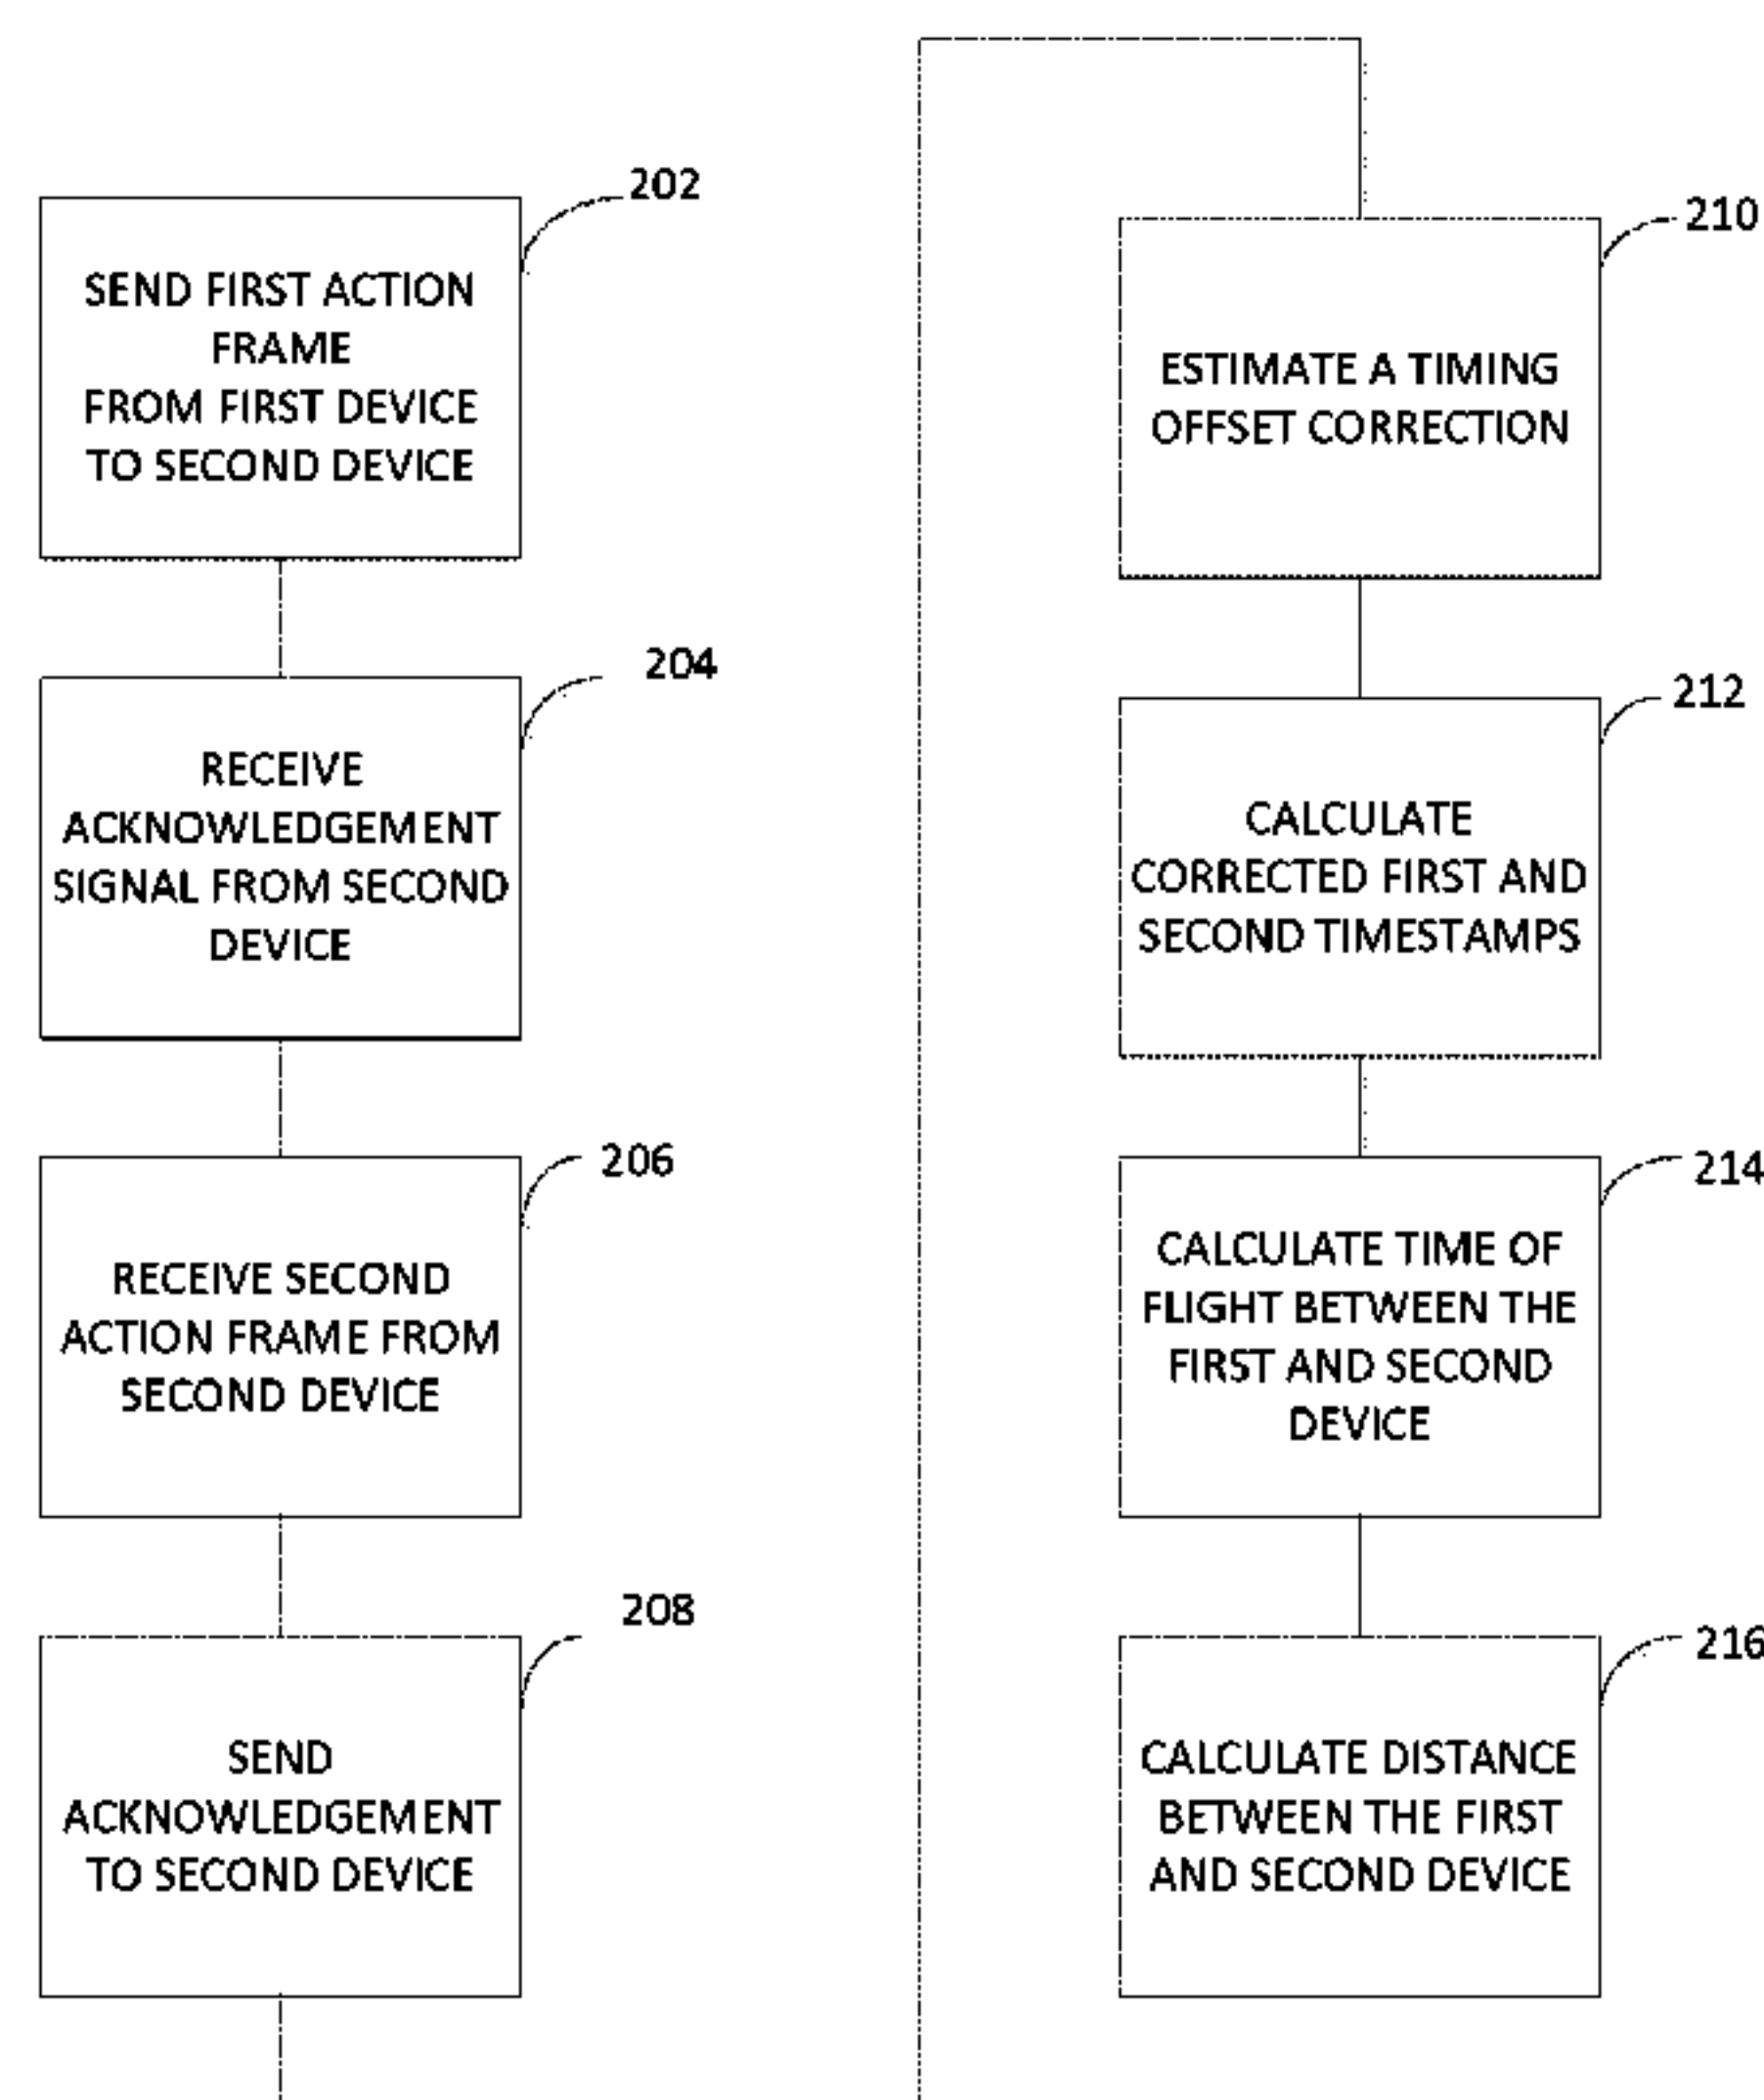 202
SEND FIRST ACTION
FRAME
FROM FIRST DEVICE
TO SECOND DEVICE
204
RECEIVE
ACKNOWLEDGEMENT
SIGNAL FROM SECOND
DEVICE
206
RECEIVE SECOND
ACTION FRAME FROM
SECOND DEVICE
208
SEND
ACKNOWLEDGEMENT
TO SECOND DEVICE
210
ESTIMATE A TIMING
OFFSET CORRECTION
212
CALCULATE
CORRECTED FIRST AND
SECOND TIMESTAMPS
214
CALCULATE TIME OF
FLIGHT BETWEEN THE
FIRST AND SECOND
DEVICE
216
CALCULATE DISTANCE
BETWEEN THE FIRST
AND SECOND DEVICE